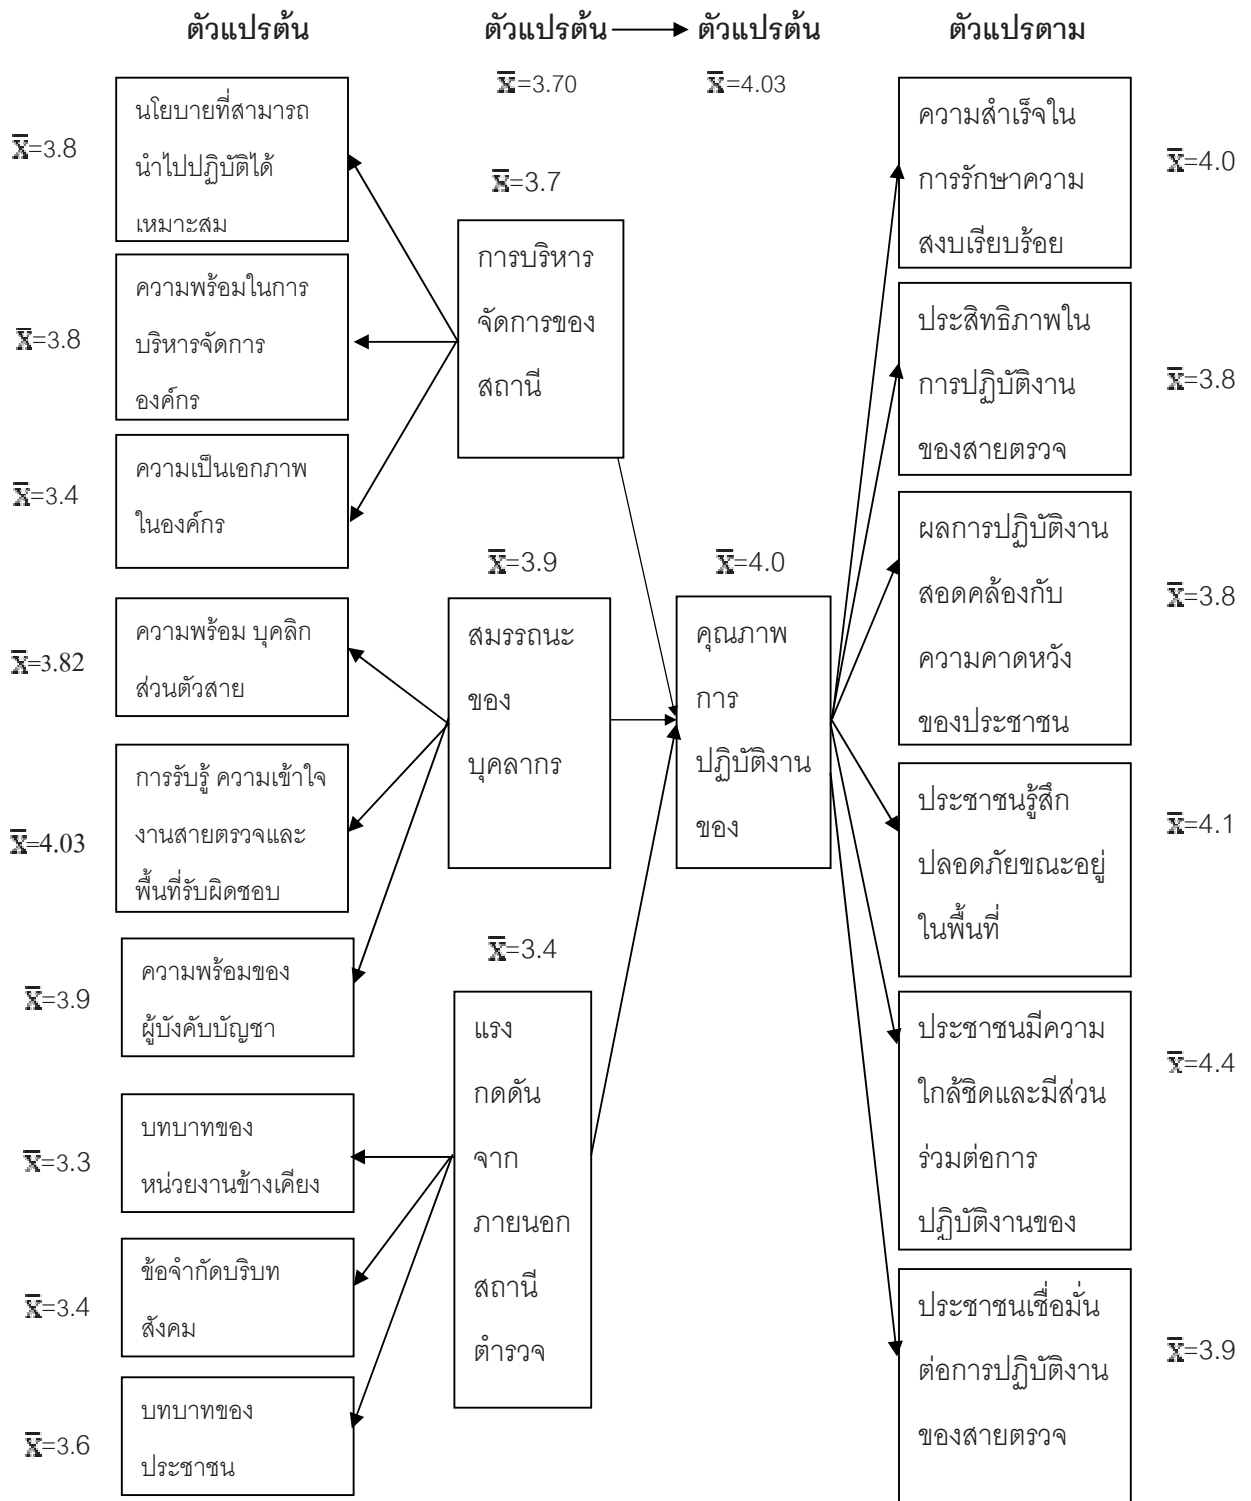 ตัวแปรต้น
ตัวแปรต้น
ตัวแปรต้น
ตัวแปรตาม
x̄=3.70
x̄=4.03
x̄=3.8
นโยบายที่สามารถ
นำไปปฏิบัติได้
เหมาะสม
x̄=3.8
ความพร้อมในการ
บริหารจัดการ
องค์กร
x̄=3.4
ความเป็นเอกภาพ
ในองค์กร
x̄=3.82
ความพร้อม บุคลิก
ส่วนตัวสาย
x̄=4.03
การรับรู้ ความเข้าใจ
งานสายตรวจและ
พื้นที่รับผิดชอบ
x̄=3.9
ความพร้อมของ
ผู้บังคับบัญชา
x̄=3.3
บทบาทของ
หน่วยงานข้างเคียง
x̄=3.4
ข้อจำกัดบริบท
สังคม
x̄=3.6
บทบาทของ
ประชาชน
x̄=3.7
การบริหาร
จัดการของ
สถานี
x̄=3.9
สมรรถนะ
ของ
บุคลากร
x̄=3.4
แรง
กดดัน
จาก
ภายนอก
สถานี
ตำรวจ
x̄=4.0
คุณภาพ
การ
ปฏิบัติงาน
ของ
ความสำเร็จใน
การรักษาความ
สงบเรียบร้อย
x̄=4.0
ประสิทธิภาพใน
การปฏิบัติงาน
ของสายตรวจ
x̄=3.8
ผลการปฏิบัติงาน
สอดคล้องกับ
ความคาดหวัง
ของประชาชน
x̄=3.8
ประชาชนรู้สึก
ปลอดภัยขณะอยู่
ในพื้นที่
x̄=4.1
ประชาชนมีความ
ใกล้ชิดและมีส่วน
ร่วมต่อการ
ปฏิบัติงานของ
x̄=4.4
ประชาชนเชื่อมั่น
ต่อการปฏิบัติงาน
ของสายตรวจ
x̄=3.9